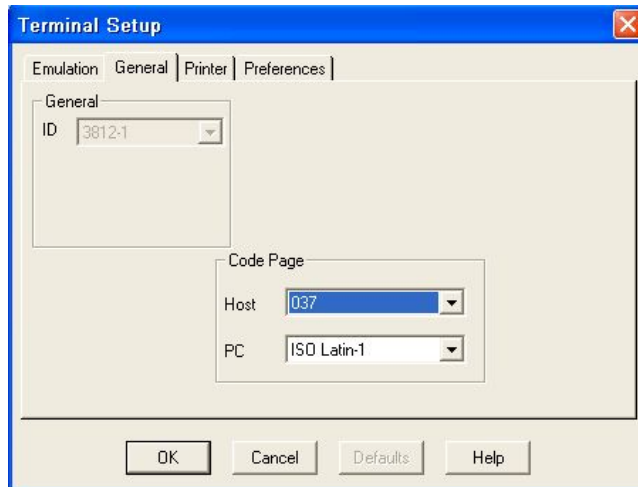 Terminal Setup
Emulation General Printer Preferences
General
ID 3812-1
Code Page
Host 037
PC ISO Latin-1
OK Cancel Defaults Help